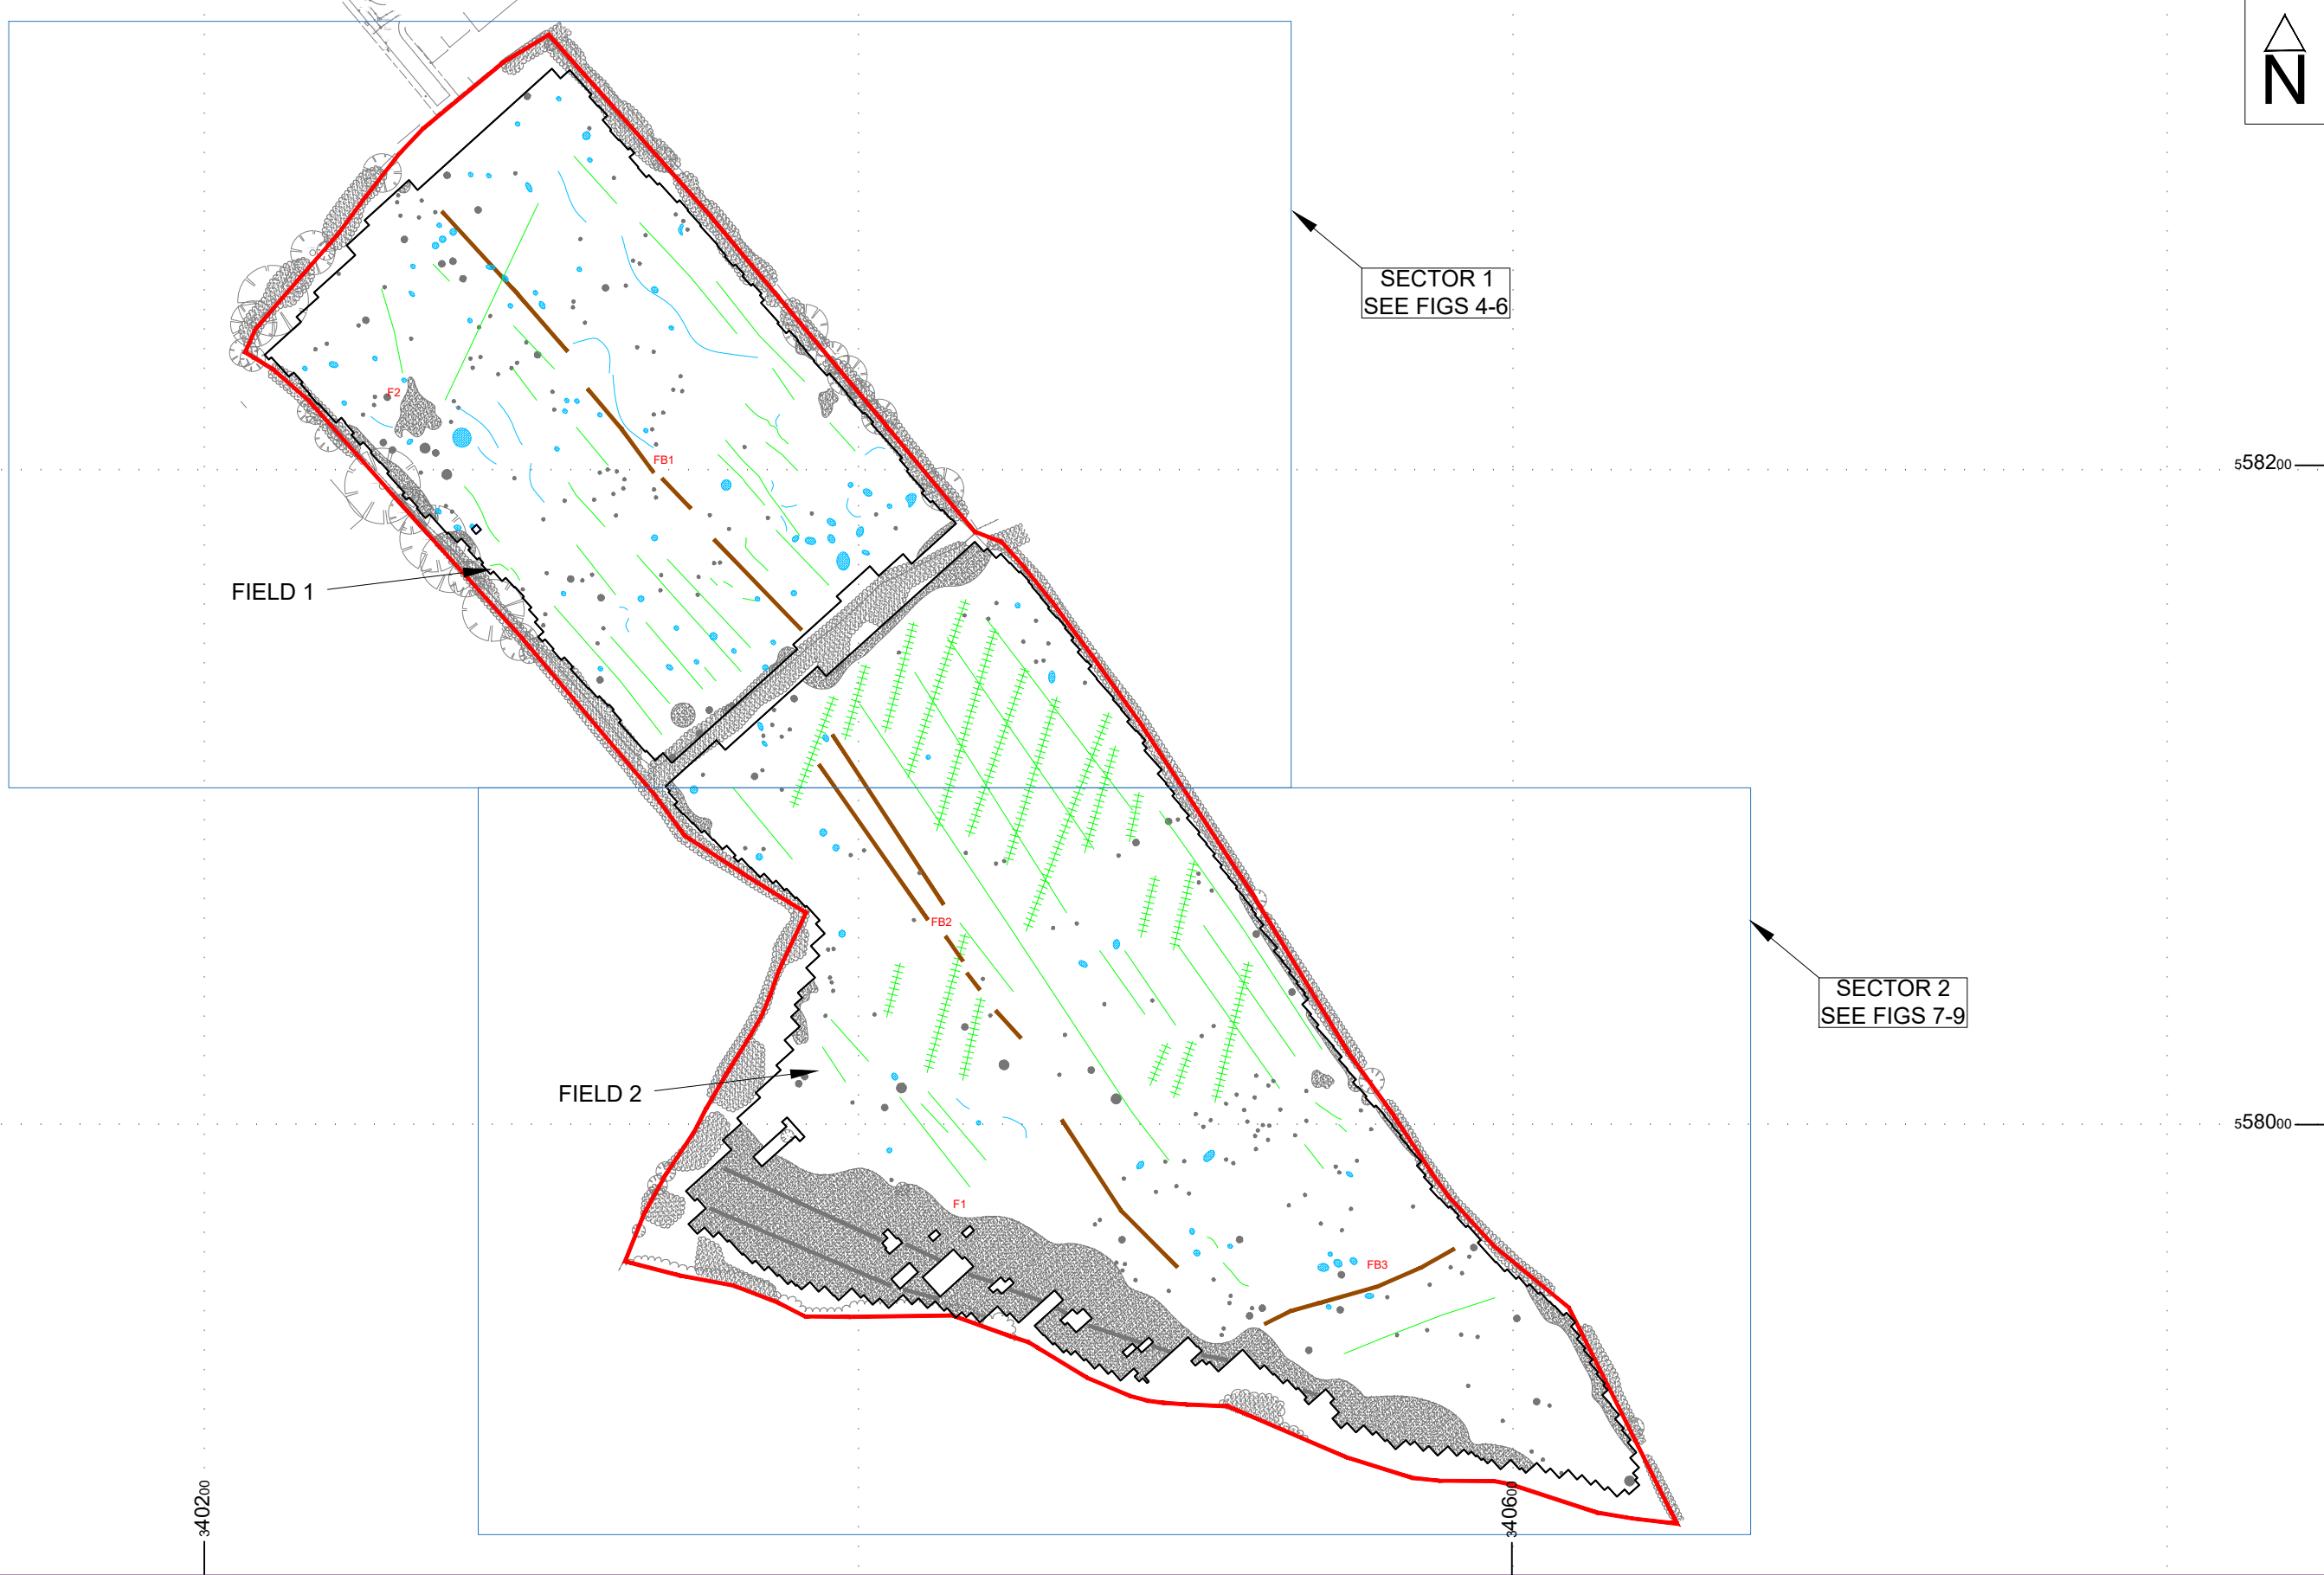 N
SECTOR 1
SEE FIGS 4-6
F2
FB1
558200
FIELD 1
FB2
SECTOR 2
SEE FIGS 7-9
FIELD 2
558000
F1
FB3
340200
340600